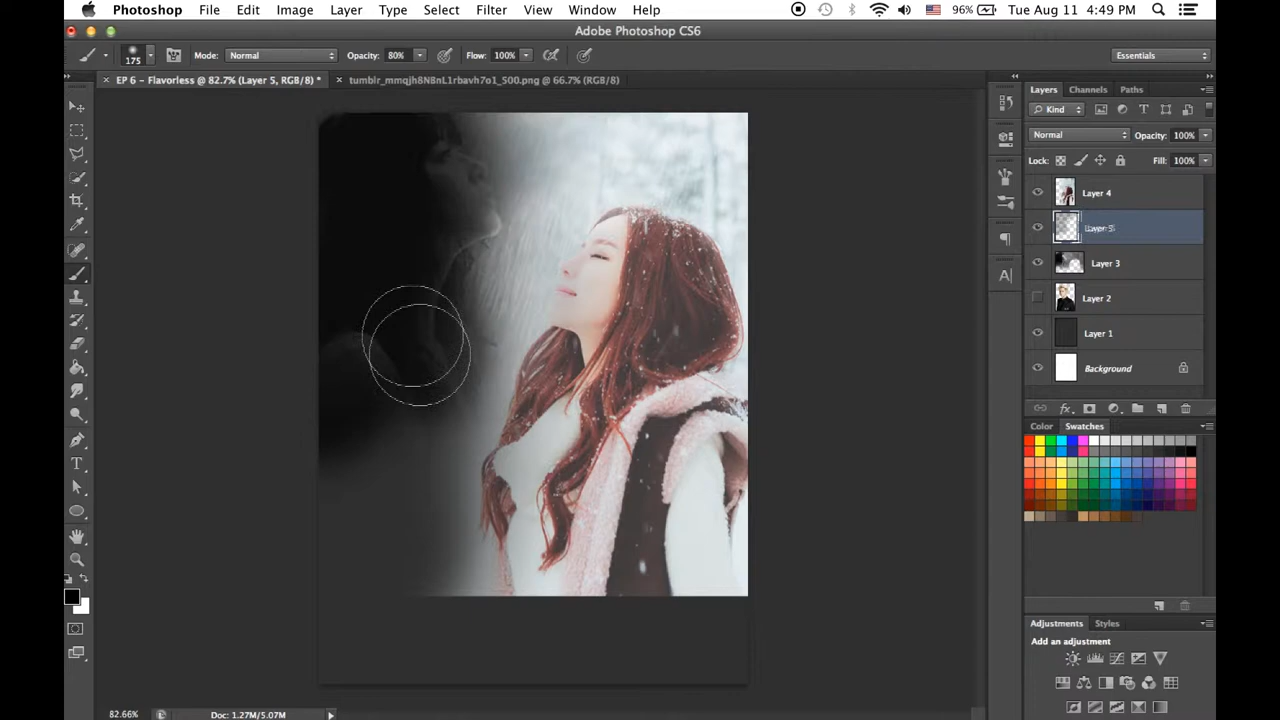 Photoshop File Edit Image Layer Type Select Filter View Window Help 96% Tue Aug 11 4:49 PM
Adobe Photoshop CS6
175 Mode: Normal Opacity: 80% Flow: 100% Essentials
× EP 6 - Flavorless @ 82.7% (Layer 5, RGB/8) * × tumblr_mmqjh8NBnL1rbavh7o1_500.png @ 66.7% (RGB/8)
Layers Channels Paths
Kind
Normal Opacity: 100%
Lock: Fill: 100%
Layer 4
Layer 5
Layer 3
Layer 2
Layer 1
Background
fx
Color Swatches
Adjustments Styles
Add an adjustment
82.66% Doc: 1.27M/5.07M